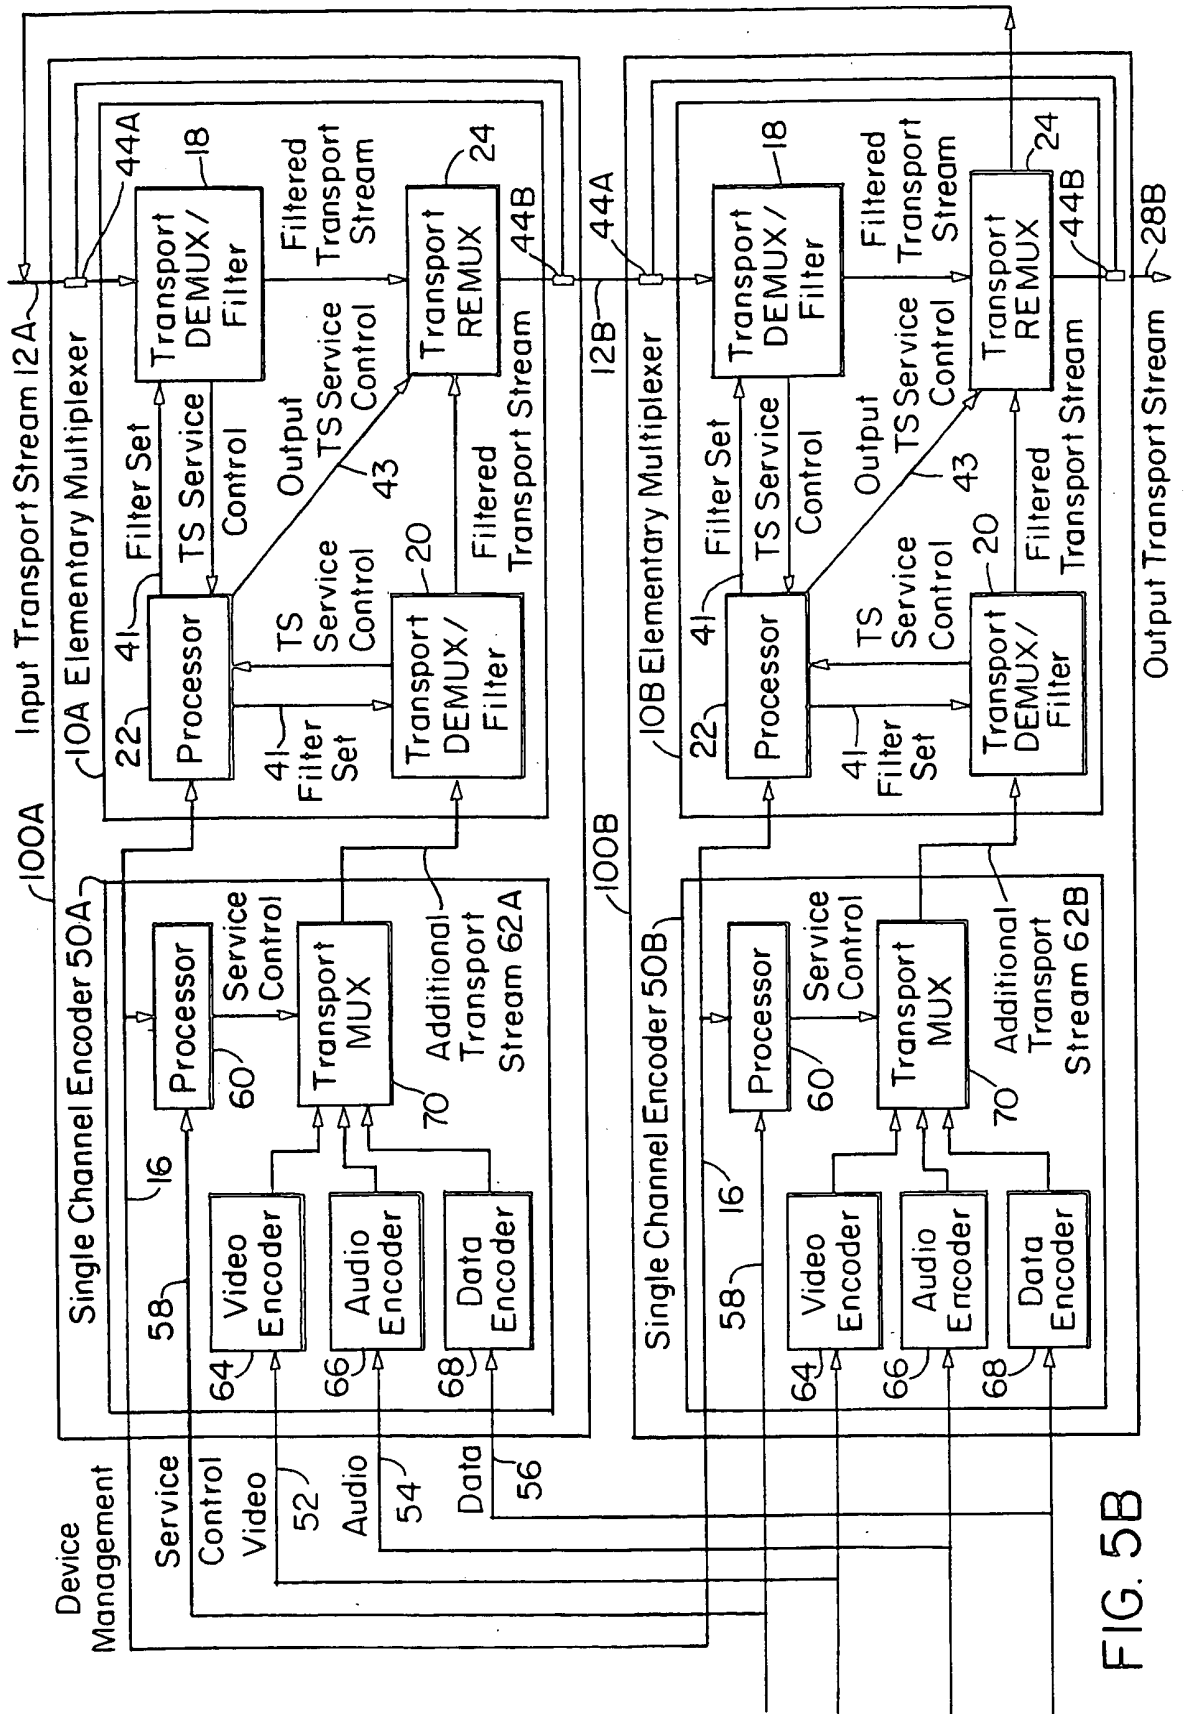 Input Transport Stream 12A
100A
10A Elementary Multiplexer
44A
Single Channel Encoder 50A
Device
Management
Service
Control
Video
52
Audio
54
Data
56
58
16
Processor
60
Service
Control
Video
Encoder
64
Audio
Encoder
66
Data
Encoder
68
Transport
MUX
70
Additional
Transport
Stream 62A
22
Processor
41
Filter Set
TS Service
Control
Transport
DEMUX/
Filter
18
Filtered
Transport
Stream
Output
TS Service
Control
43
TS
Service
Control
41
Filter
Set
Transport
DEMUX/
Filter
20
Filtered
Transport Stream
Transport
REMUX
24
44B
12B
44A
100B
10B Elementary Multiplexer
Single Channel Encoder 50B
58
16
Processor
60
Service
Control
Video
Encoder
64
Audio
Encoder
66
Data
Encoder
68
Transport
MUX
70
Additional
Transport
Stream 62B
22
Processor
41
Filter Set
TS Service
Control
Transport
DEMUX/
Filter
18
Filtered
Transport
Stream
Output
TS Service
Control
43
TS
Service
Control
41
Filter
Set
Transport
DEMUX/
Filter
20
Filtered
Transport Stream
Transport
REMUX
24
44B
28B
Output Transport Stream
FIG. 5B